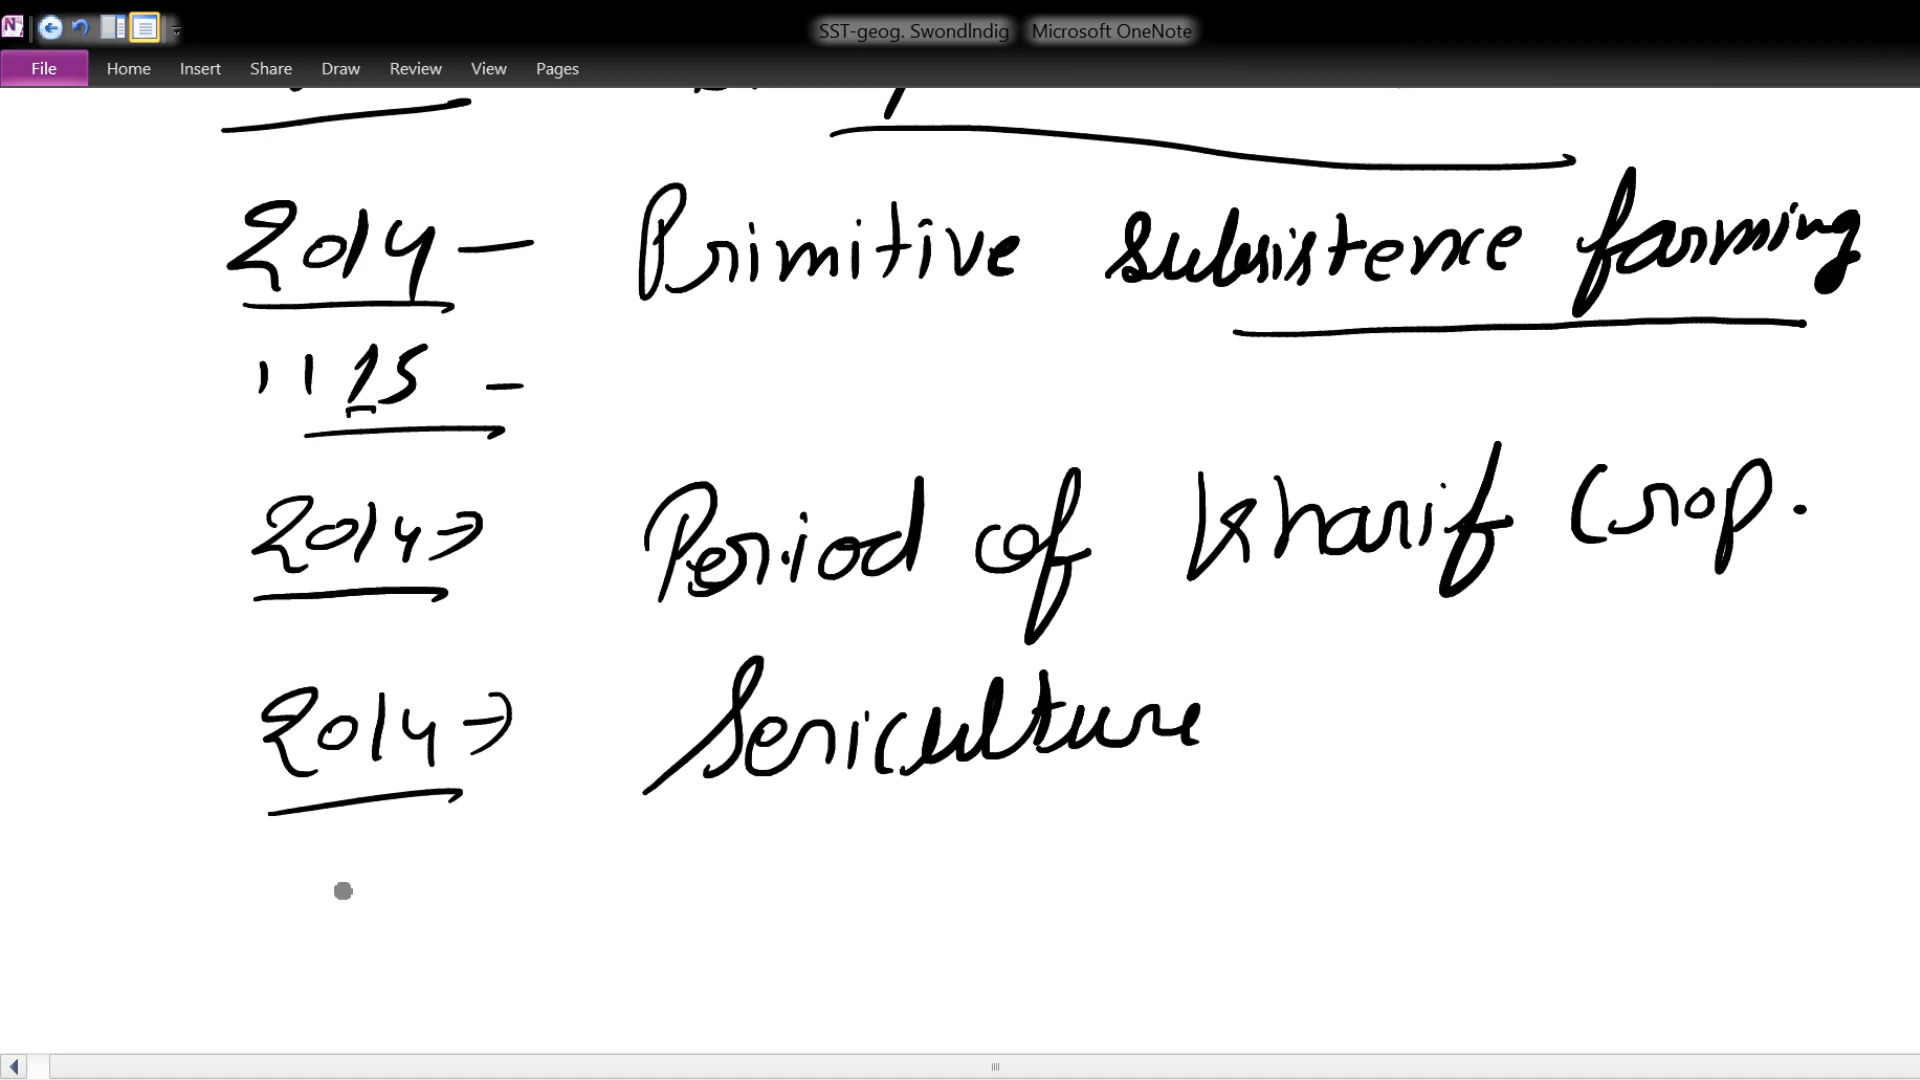 SST-geog. SwondIndig - Microsoft OneNote
File Home Insert Share Draw Review View Pages
2014 - Primitive subsistence farming
" 15 -
2014 → Period of Kharif Crop.
2014 → Sericulture